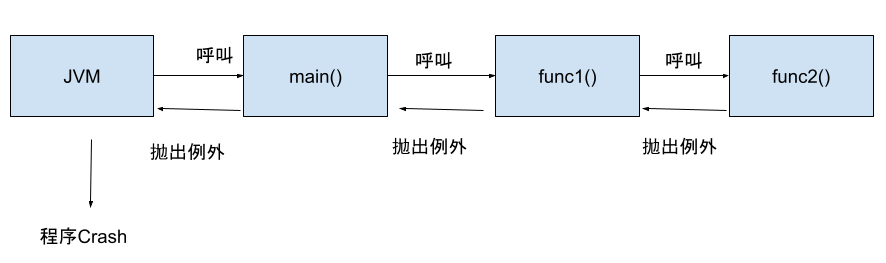 呼叫
呼叫
呼叫
JVM
main()
func1()
func2()
拋出例外
拋出例外
拋出例外
程序Crash